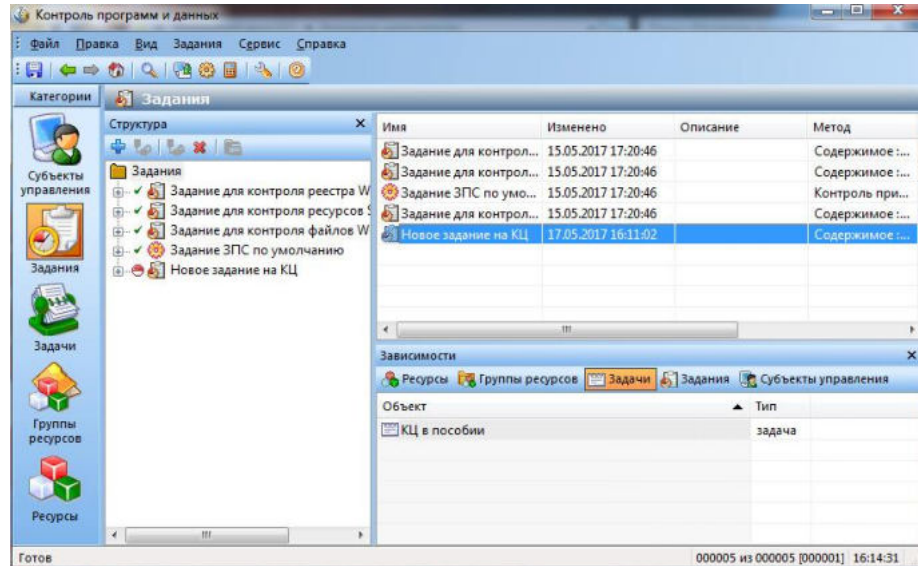 Контроль программ и данных
Файл Правка Вид Задания Сервис Справка
Категории
Задания
Субъекты
управления
Задания
Задачи
Группы
ресурсов
Ресурсы
Структура
Задания
Задание для контроля реестра W
Задание для контроля ресурсов S
Задание для контроля файлов W
Задание ЗПС по умолчанию
Новое задание на КЦ
Имя Изменено Описание Метод
Задание для контрол... 15.05.2017 17:20:46 Содержимое :...
Задание для контрол... 15.05.2017 17:20:46 Содержимое :...
Задание ЗПС по умо... 15.05.2017 17:20:46 Контроль при...
Задание для контрол... 15.05.2017 17:20:46 Содержимое :...
Новое задание на КЦ 17.05.2017 16:11:02 Содержимое :...
Зависимости
Ресурсы Группы ресурсов Задачи Задания Субъекты управления
Объект Тип
КЦ в пособии задача
Готов 000005 из 000005 [000001] 16:14:31